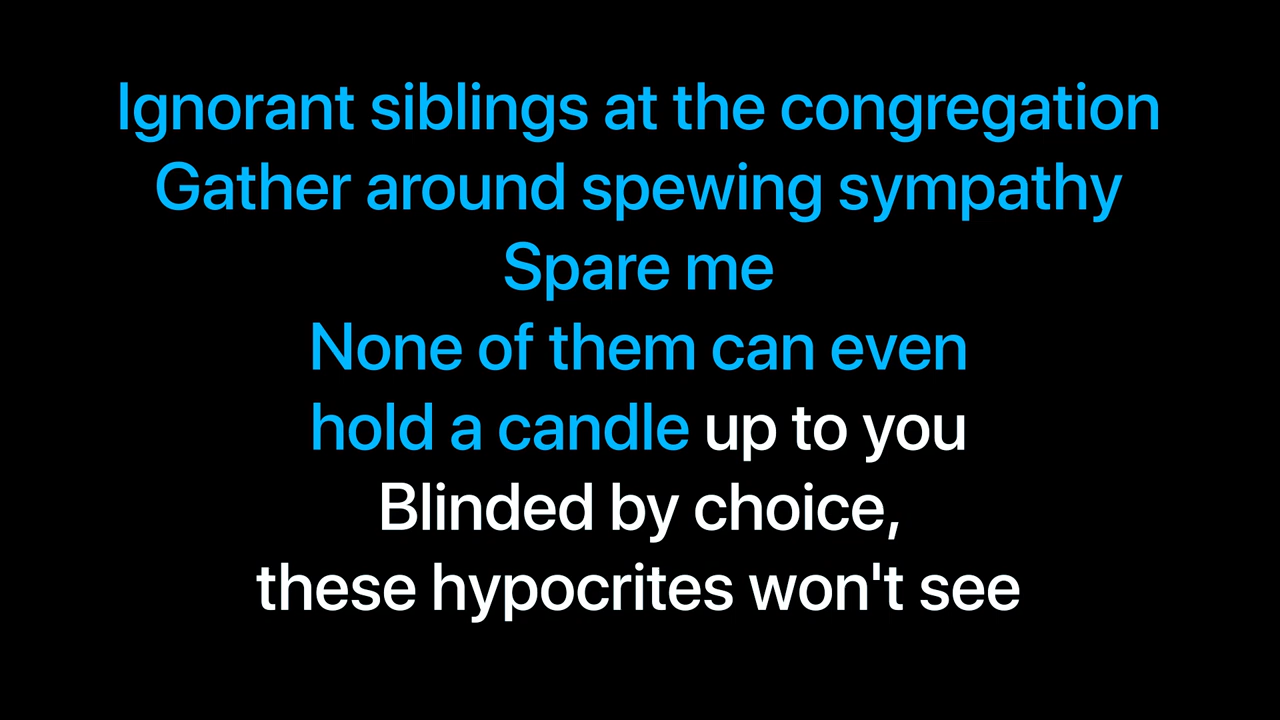 Ignorant siblings at the congregation
Gather around spewing sympathy
Spare me
None of them can even
hold a candle up to you
Blinded by choice,
these hypocrites won't see